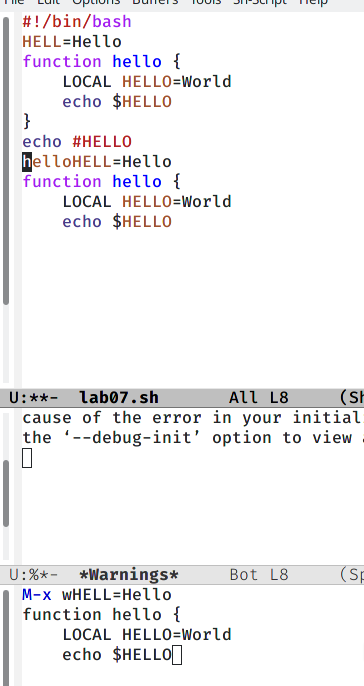 File Edit Options Buffers Tools Sh-Script Help
#!/bin/bash
HELL=Hello
function hello {
    LOCAL HELLO=World
    echo $HELLO
}
echo #HELLO
helloHELL=Hello
function hello {
    LOCAL HELLO=World
    echo $HELLO
U:**-  lab07.sh       All L8     (Sh
cause of the error in your initial
the ‘--debug-init’ option to view
U:%*-  *Warnings*     Bot L8     (Sp
M-x wHELL=Hello
function hello {
    LOCAL HELLO=World
    echo $HELLO